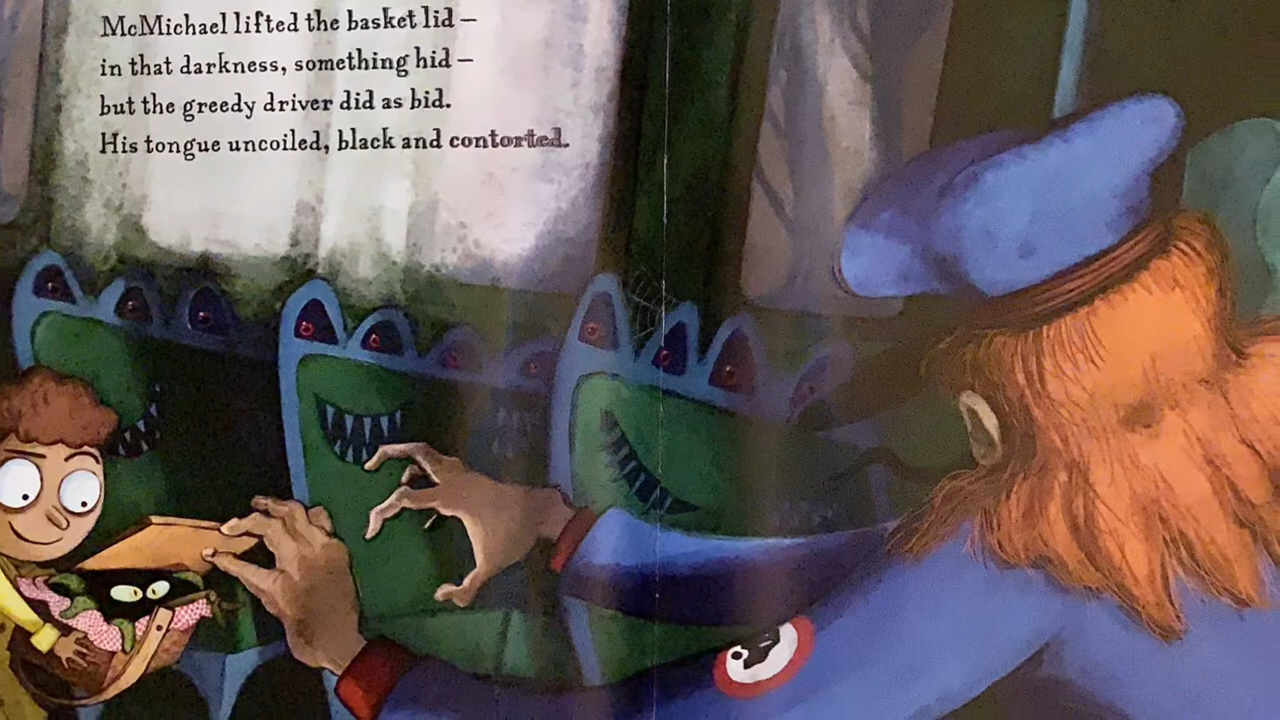 McMichael lifted the basket lid –
in that darkness, something hid –
but the greedy driver did as bid.
His tongue uncoiled, black and contorted.